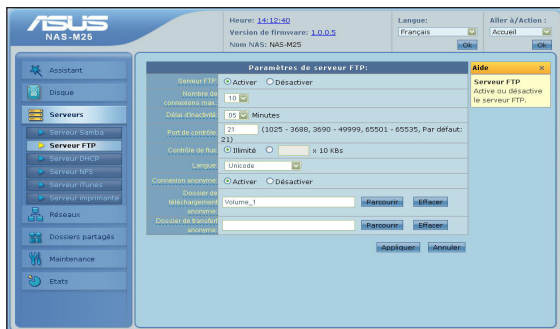 ASUS
NAS-M25
Heure: 14:12:40
Version de firmware: 1.0.0.5
Nom NAS: NAS-M25
Langue:
Français
Ok
Aller à/Action :
Accueil
Ok
Assistant
Disque
Serveurs
Serveur Samba
Serveur FTP
Serveur DHCP
Serveur NFS
Serveur iTunes
Serveur imprimante
Réseaux
Dossiers partagés
Maintenance
Etats
Paramètres de serveur FTP:
Serveur FTP: Activer Désactiver
Nombre de
connexions max.: 10
Délai d'inactivité: 05 Minutes
Port de contrôle: 21 (1025 - 3688, 3690 - 49999, 65501 - 65535, Par défaut:
21)
Contrôle de flux: Illimité x 10 KBs
Langue: Unicode
Connexion anonyme: Activer Désactiver
Dossier de
téléchargement
anonyme: Volume_1 Parcourir Effacer
Dossier de transfert
anonyme: Parcourir Effacer
Appliquer Annuler
Aide ×
Serveur FTP
Active ou désactive
le serveur FTP.